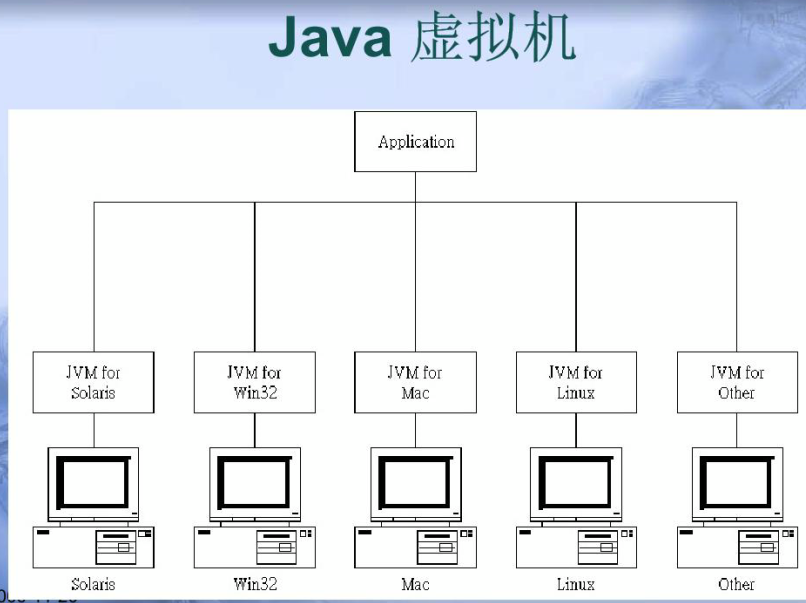 Java 虚拟机
Application
JVM for
Solaris
JVM for
Win32
JVM for
Mac
JVM for
Linux
JVM for
Other
Solaris
Win32
Mac
Linux
Other